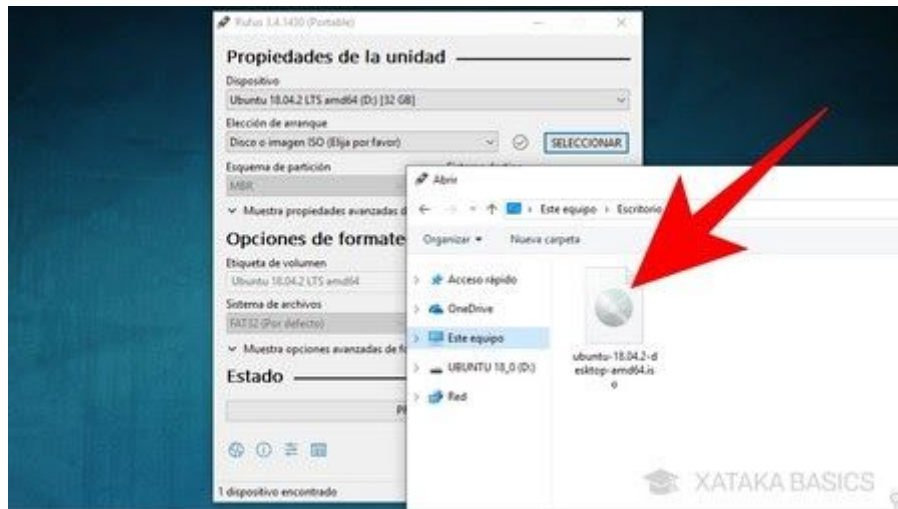 Rufus 3.4.1430 (Portable)
Propiedades de la unidad
Dispositivo
Ubuntu 18.04.2 LTS amd64 (D:) [32 GB]
Elección de arranque
Disco o imagen ISO (Elija por favor)
SELECCIONAR
Esquema de partición
MBR
Muestra propiedades avanzadas d
Opciones de formate
Etiqueta de volumen
Ubuntu 18.04.2 LTS amd64
Sistema de archivos
FAT32 (Por defecto)
Muestra opciones avanzadas de fo
Estado
1 dispositivo encontrado
Abrir
Este equipo > Escritorio
Organizar
Nueva carpeta
Acceso rápido
OneDrive
Este equipo
UBUNTU 18_0 (D:)
Red
ubuntu-18.04.2-d
esktop-amd64.is
o
XATAKA BASICS